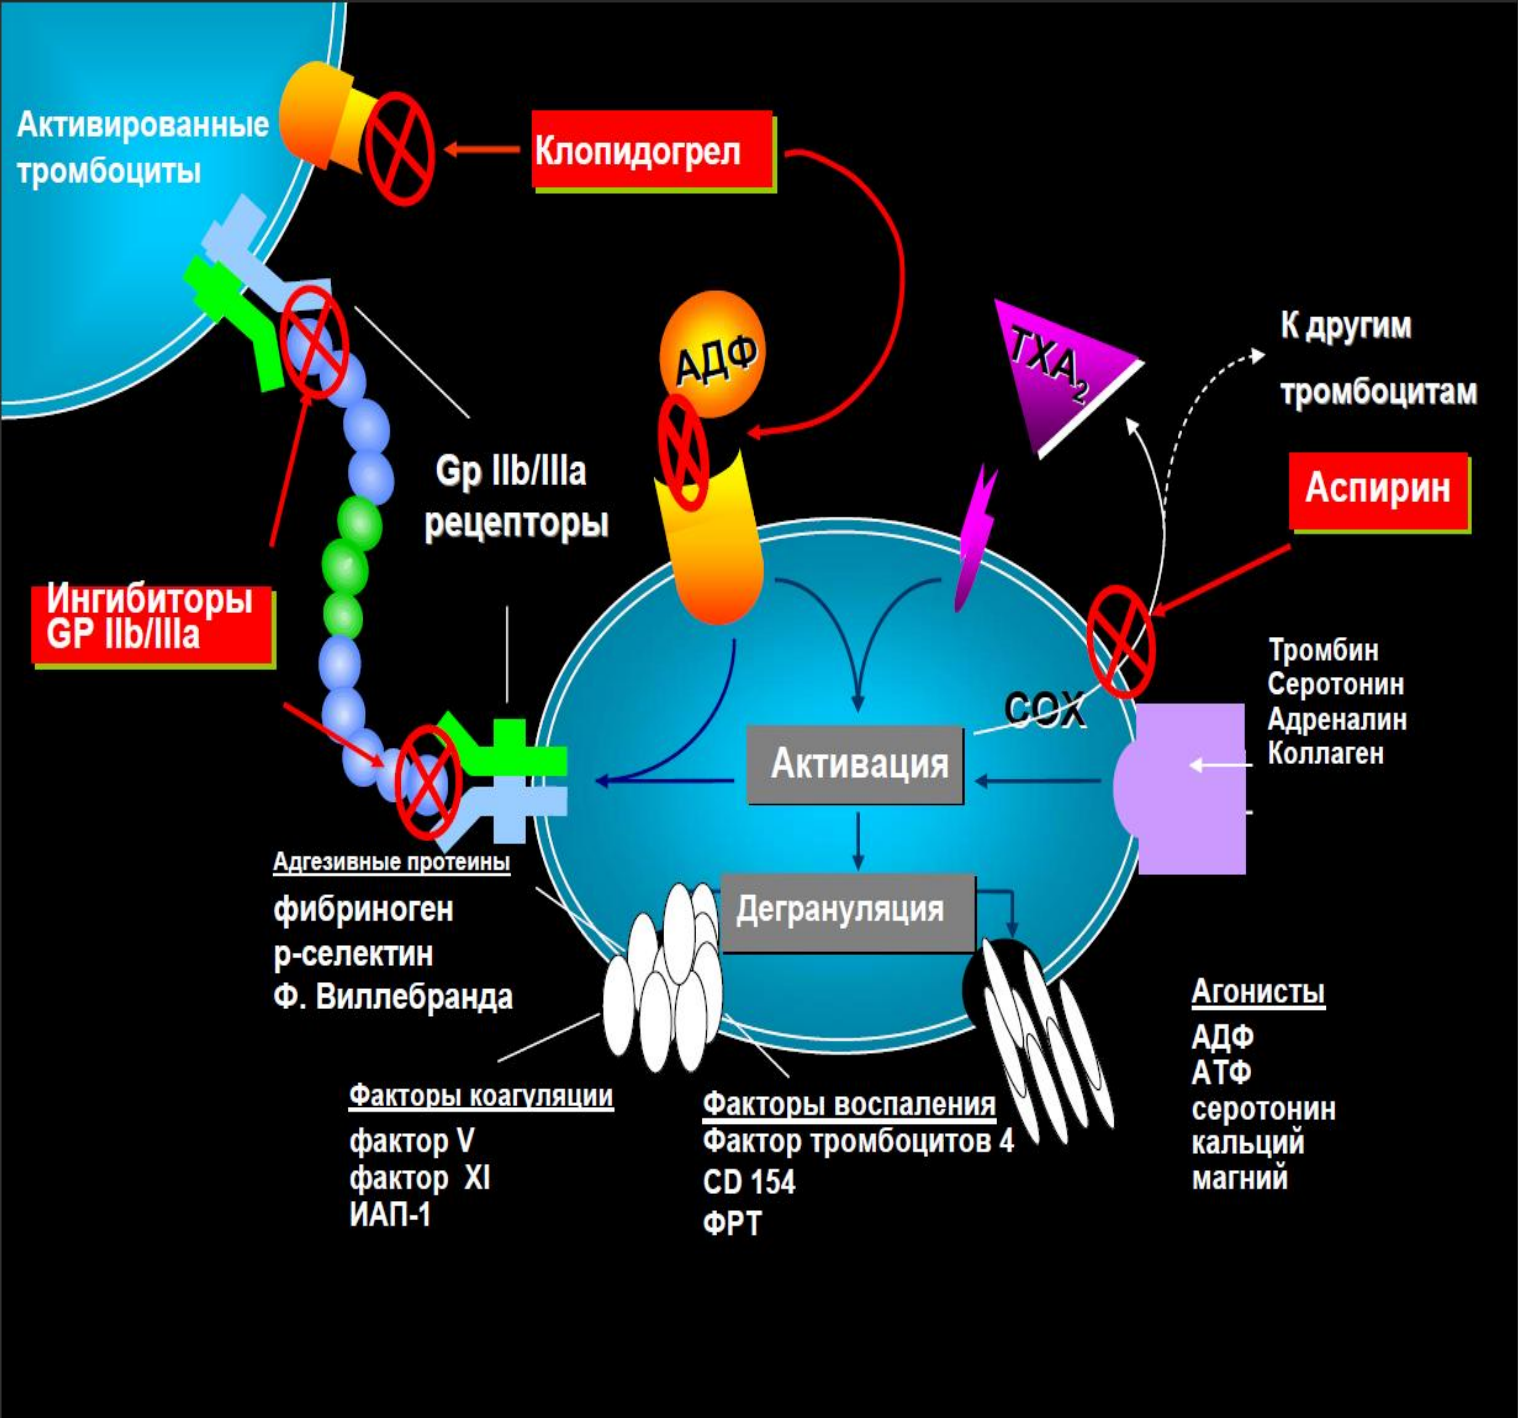 Активированные
тромбоциты
Клопидогрел
АДФ
TXA2
К другим
тромбоцитам
Аспирин
Gp IIb/IIIa
рецепторы
Ингибиторы
GP IIb/IIIa
Тромбин
Серотонин
Адреналин
Коллаген
COX
Активация
Дегрануляция
Адгезивные протеины
фибриноген
р-селектин
Ф. Виллебранда
Факторы коагуляции
фактор V
фактор XI
ИАП-1
Факторы воспаления
Фактор тромбоцитов 4
CD 154
ФРТ
Агонисты
АДФ
АТФ
серотонин
кальций
магний